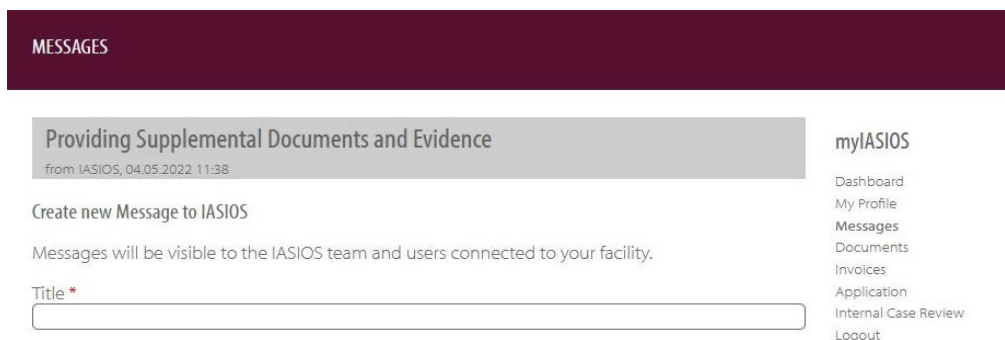 MESSAGES
Providing Supplemental Documents and Evidence
from IASIOS, 04.05.2022 11:38
Create new Message to IASIOS
Messages will be visible to the IASIOS team and users connected to your facility.
Title *
myIASIOS
Dashboard
My Profile
Messages
Documents
Invoices
Application
Internal Case Review
Logout